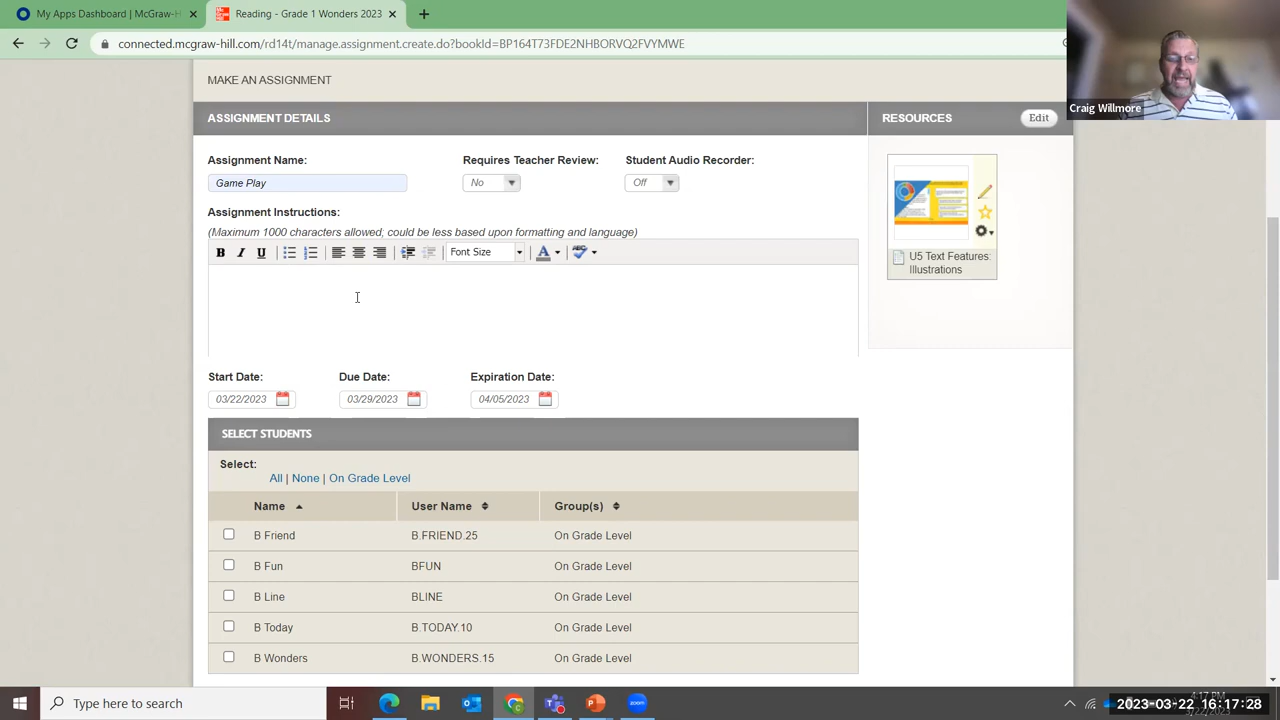 My Apps Dashboard | McGraw-H
Reading - Grade 1 Wonders 2023
connected.mcgraw-hill.com/rd14t/manage.assignment.create.do?bookId=BP164T73FDE2NHBORVQ2FVYMWE
Craig Willmore
MAKE AN ASSIGNMENT
ASSIGNMENT DETAILS
RESOURCES Edit
Assignment Name: Requires Teacher Review: Student Audio Recorder:
Game Play No Off
Assignment Instructions:
(Maximum 1000 characters allowed, could be less based upon formatting and languagle)
B I U Font Size A ABC
U5 Text Features:
Illustrations
Start Date: Due Date: Expiration Date:
03/22/2023 03/29/2023 04/05/2023
SELECT STUDENTS
Select:
All | None | On Grade Level
Name User Name Group(s)
B Friend B.FRIEND.25 On Grade Level
B Fun BFUN On Grade Level
B Line BLINE On Grade Level
B Today B.TODAY.10 On Grade Level
B Wonders B.WONDERS.15 On Grade Level
Type here to search
zoom
4:17 PM
2023-03-22 16:17:28